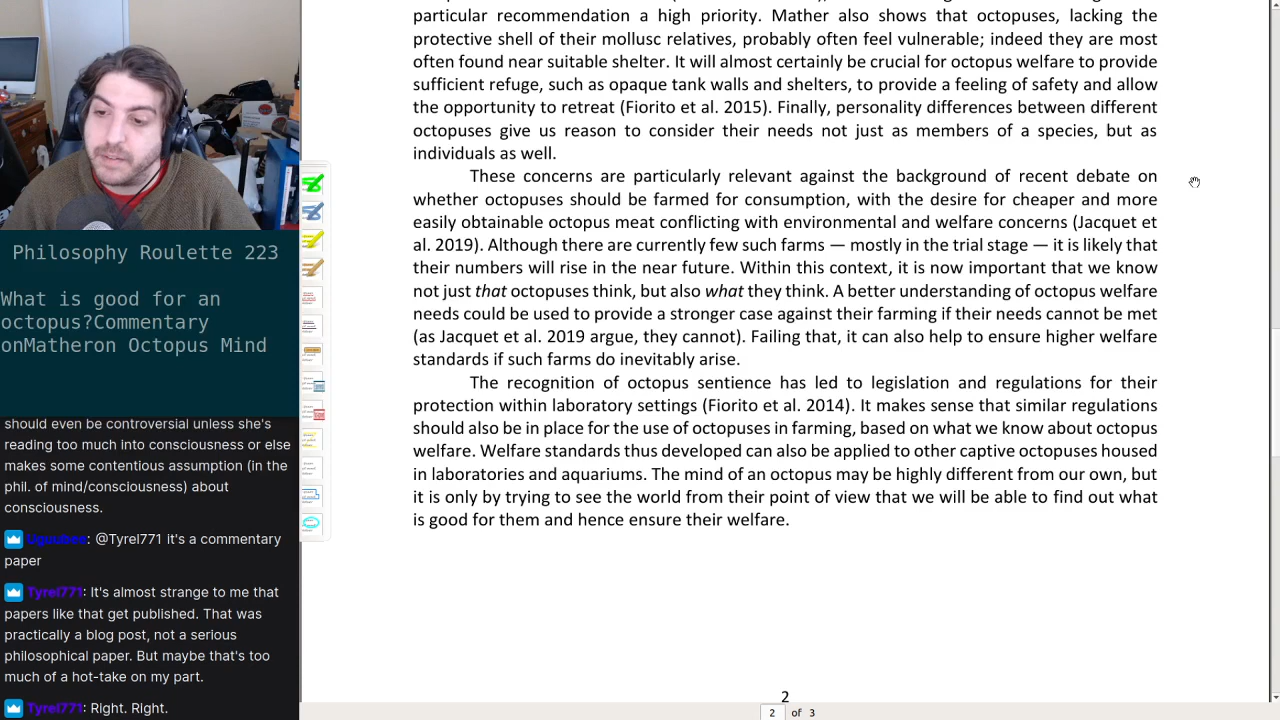 particular recommendation a high priority. Mather also shows that octopuses, lacking the
protective shell of their mollusc relatives, probably often feel vulnerable; indeed they are most
often found near suitable shelter. It will almost certainly be crucial for octopus welfare to provide
sufficient refuge, such as opaque tank walls and shelters, to provide a feeling of safety and allow
the opportunity to retreat (Fiorito et al. 2015). Finally, personality differences between different
octopuses give us reason to consider their needs not just as members of a species, but as
individuals as well.
These concerns are particularly relevant against the background of recent debate on
whether octopuses should be farmed for consumption, with the desire for cheaper and more
easily obtainable octopus meat conflicting with environmental and welfare concerns (Jacquet et
al. 2019). Although there are currently few such farms — mostly in the trial stage — it is likely that
their numbers will rise in the near future. Within this context, it is now important that we know
not just that octopuses think, but also what they think. A better understanding of octopus welfare
needs could be used to provide a stronger case against their farming if their needs cannot be met
(as Jacquet et al. 2019 argue, they cannot). Failing that, it can also help to ensure higher welfare
standards if such farms do inevitably arise.
The recognition of octopus sentience has led to legislation and regulations for their
protection within laboratory settings (Fiorito et al. 2014). It makes sense that similar regulations
should also be in place for the use of octopuses in farming, based on what we know about octopus
welfare. Welfare standards thus developed can also be applied to other captive octopuses housed
in laboratories and aquariums. The mind of an octopus may be highly different from our own, but
it is only by trying to see the world from their point of view that we will be able to find out what
is good for them and hence ensure their welfare.
2
2 of 3
Philosophy Roulette 223
What is good for an
octopus?Commentary
onMatheron Octopus Mind
should even be controversial unless she's
reading too much into consciousness or else
makes some contentious assumption (in the
phil. of mind/consciousness) about
consciousness.
Uguubee: @Tyrel771 it's a commentary
paper
Tyrel771: It's almost strange to me that
papers like that get published. That was
practically a blog post, not a serious
philosophical paper. But maybe that's too
much of a hot-take on my part.
Tyrel771: Right. Right.